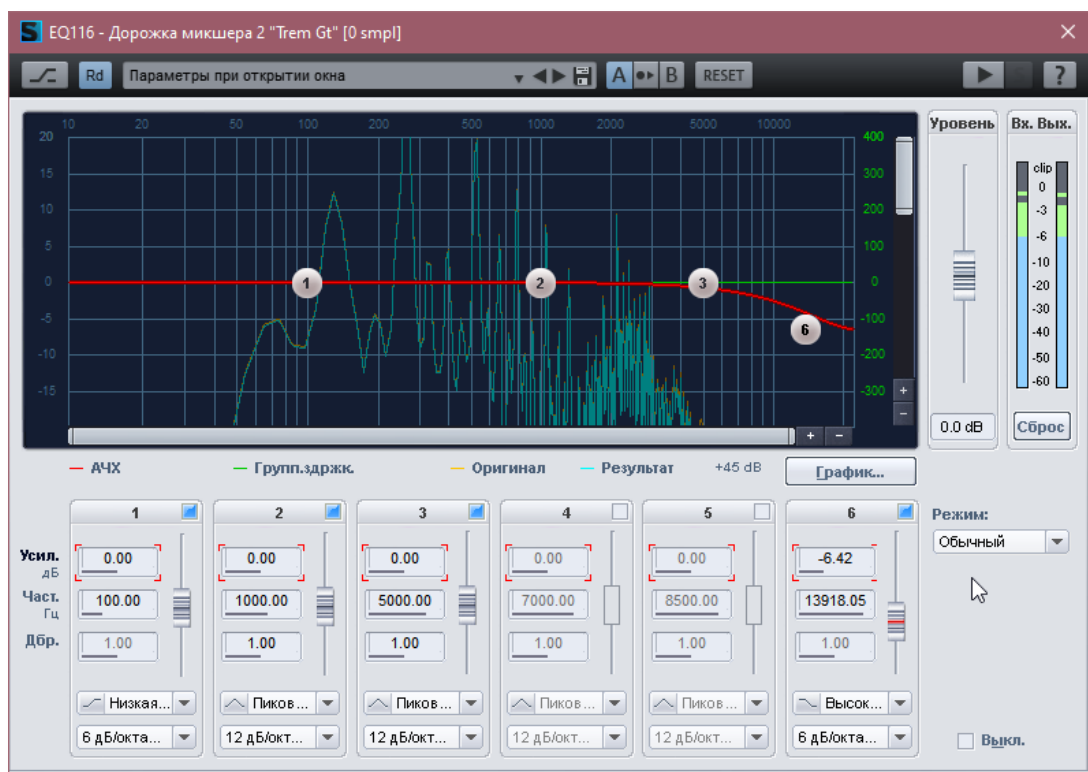 EQ116 - Дорожка микшера 2 "Trem Gt" [0 smpl]
Rd Параметры при открытии окна A B RESET ?
10 20 50 100 200 500 1000 2000 5000 10000
20 15 10 5 0 -5 -10 -15
400 300 200 100 0 -100 -200 -300
1 2 3 6
+ -
+ -
Уровень
0.0 dB
Вх. Вых.
clip
0
-3
-6
-10
-20
-30
-40
-50
-60
Сброс
АЧХ Групп.здржк. Оригинал Результат +45 dB График...
1 2 3 4 5 6
Усил. 0.00 0.00 0.00 0.00 0.00 -6.42
дБ
Част. 100.00 1000.00 5000.00 7000.00 8500.00 13918.05
Гц
Дбр. 1.00 1.00 1.00 1.00 1.00 1.00
Низкая... Пиков... Пиков... Пиков... Пиков... Высок...
6 дБ/окта... 12 дБ/окт... 12 дБ/окт... 12 дБ/окт... 12 дБ/окт... 6 дБ/окта...
Режим:
Обычный
Выкл.